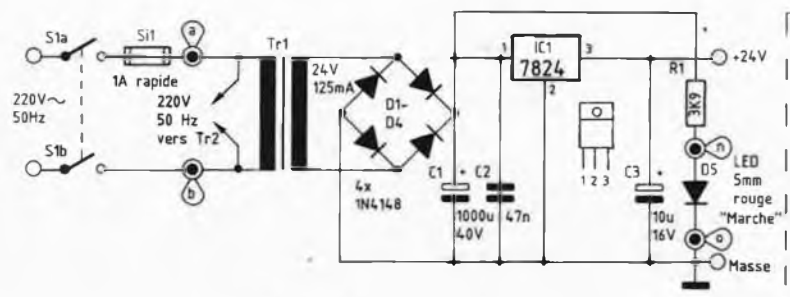 S1a
Si1
a
Tr1
1A rapide
220V~
50Hz
220V
50 Hz
vers Tr2
S1b
b
24V
125mA
D1-
D4
4x
1N4148
C1
+
1000u
40V
C2
47n
1
IC1
7824
3
2
1 2 3
C3
+
10u
16V
R1
3K9
+24V
n
D5
LED
5mm
rouge
"Marche"
o
Masse